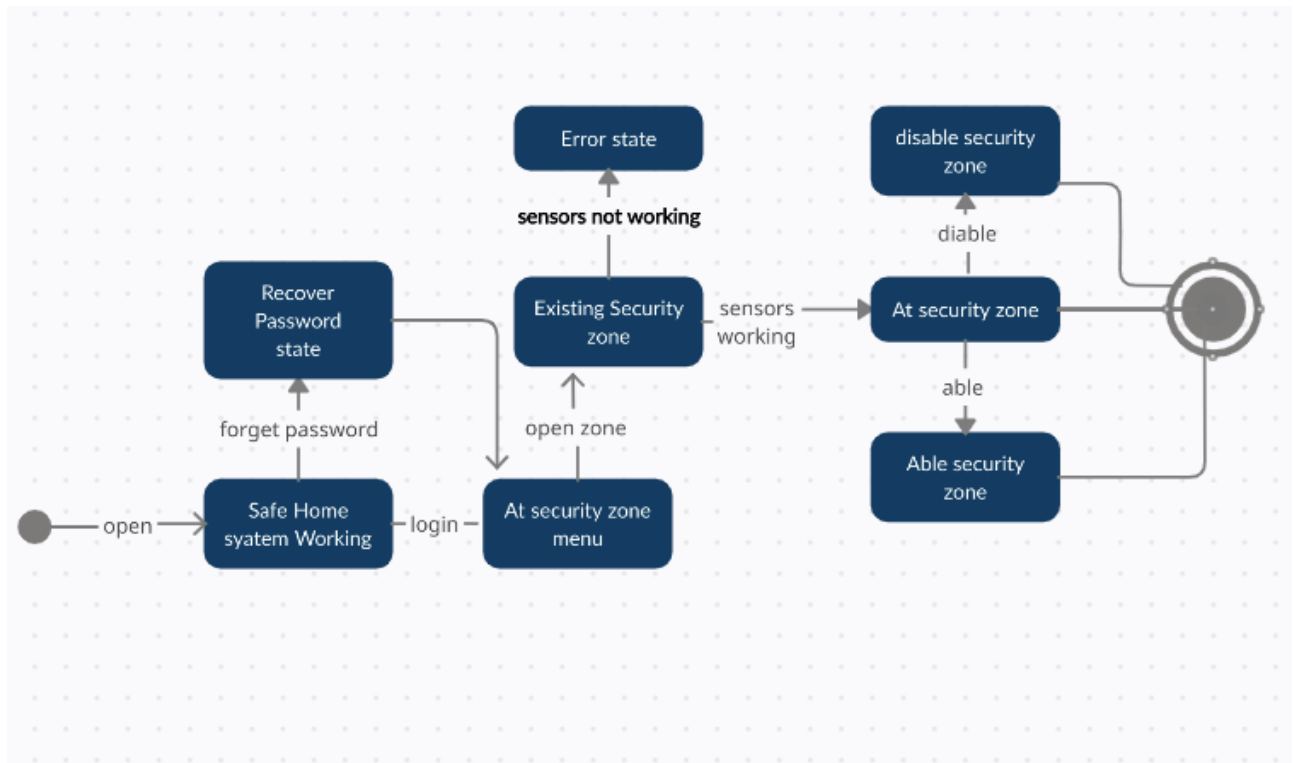 Error state
disable security
zone
sensors not working
diable
Recover
Password
state
Existing Security
zone
sensors
working
At security zone
able
forget password
open zone
Able security
zone
open
Safe Home
syatem Working
login
At security zone
menu